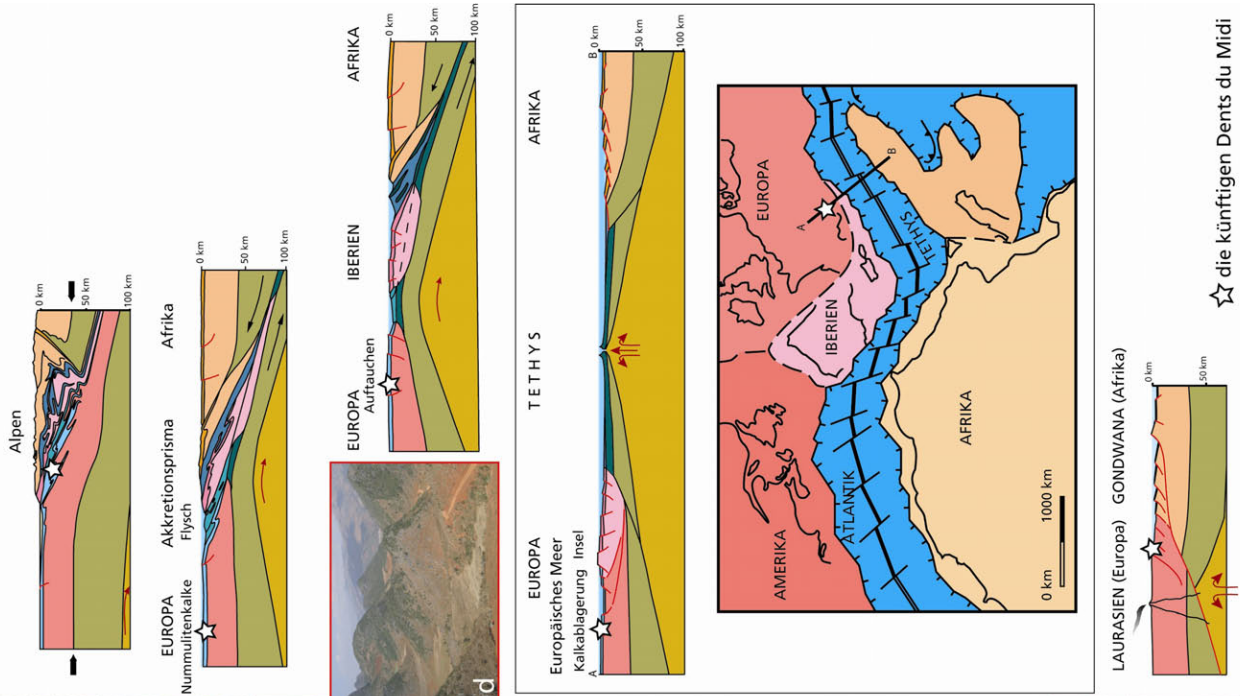 Alpen
0 km
50 km
100 km
EUROPA
Nummulitenkalke
Akkretionsprisma
Flysch
Afrika
0 km
50 km
100 km
d
EUROPA
Auftauchen
IBERIEN
AFRIKA
0 km
50 km
100 km
EUROPA
Europäisches Meer
Kalkablagerung Insel
TETHYS
AFRIKA
A
B
0 km
50 km
100 km
AMERIKA
EUROPA
IBERIEN
ATLANTIK
TETHYS
AFRIKA
A
B
0 km
1000 km
LAURASIEN (Europa) GONDWANA (Afrika)
0 km
50 km
die künftigen Dents du Midi